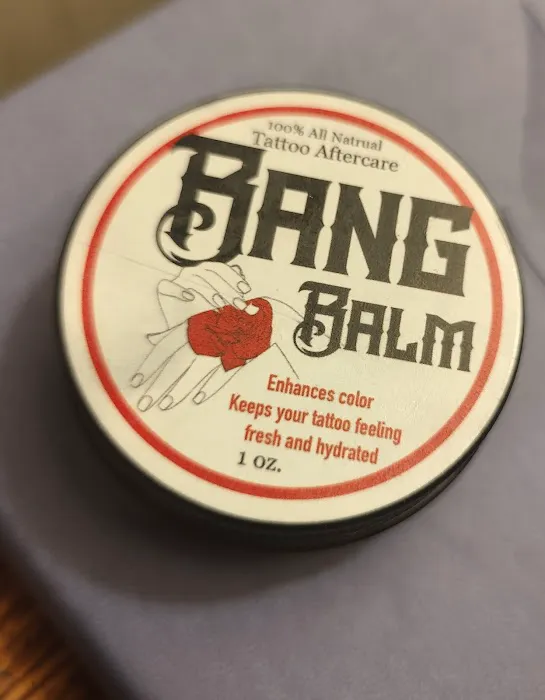 100% All Natrual
Tattoo Aftercare
BANG
BALM
Enhances color
Keeps your tattoo feeling
fresh and hydrated
1 OZ.